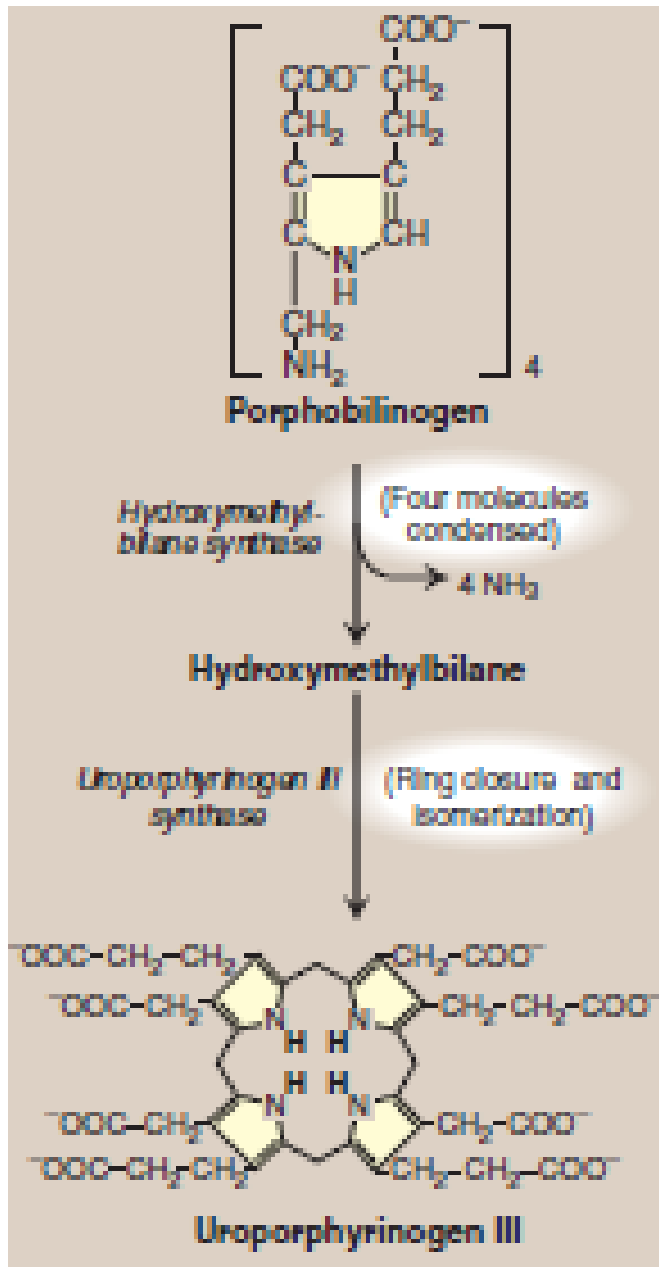 COO⁻
COO⁻ CH₂
CH₂ CH₂
C C
C CH
N
H
CH₂
NH₂ 4
Porphobilinogen
Hydroxymethyl-
bilane synthase
(Four molecules
condensed)
4 NH₃
Hydroxymethylbilane
Uroporphyrinogen III
synthase
(Ring closure and
isomerization)
⁻OOC-CH₂-CH₂ CH₂-COO⁻
⁻OOC-CH₂ N N CH₂-CH₂-COO⁻
H H
H H
⁻OOC-CH₂ N N CH₂-COO⁻
⁻OOC-CH₂-CH₂ CH₂-CH₂-COO⁻
Uroporphyrinogen III